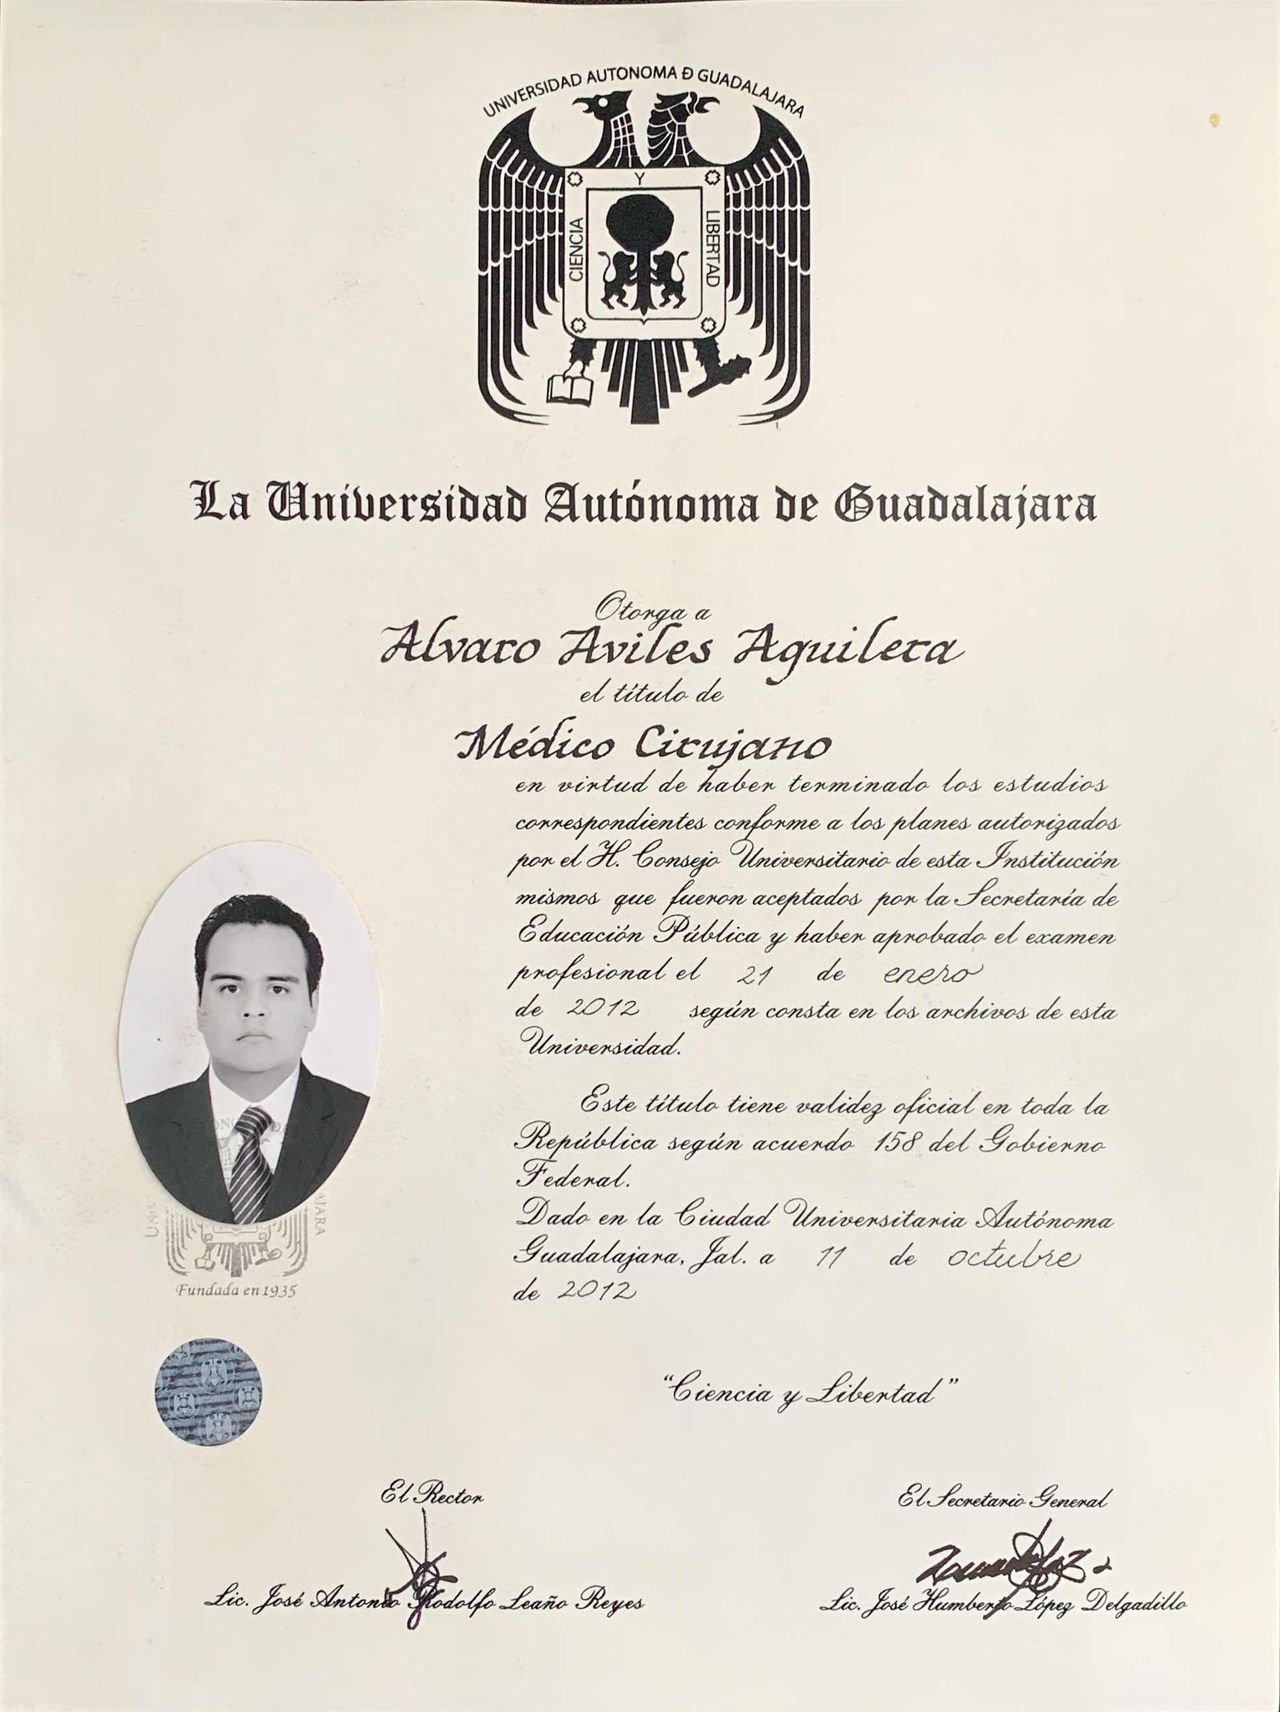 UNIVERSIDAD AUTONOMA Đ GUADALAJARA
Y
CIENCIA
LIBERTAD
La Universidad Autónoma de Guadalajara
Otorga a
Alvaro Aviles Aguilera
el título de
Médico Cirujano
en virtud de haber terminado los estudios
correspondientes conforme a los planes autorizados
por el H. Consejo Universitario de esta Institución
mismos que fueron aceptados por la Secretaría de
Educación Pública y haber aprobado el examen
profesional el 21 de enero
de 2012 según consta en los archivos de esta
Universidad.
Este título tiene validez oficial en toda la
República según acuerdo 158 del Gobierno
Federal.
Dado en la Ciudad Universitaria Autónoma
Guadalajara, Jal. a 11 de octubre
de 2012
Fundada en 1935
"Ciencia y Libertad"
El Rector
El Secretario General
Lic. José Antonio Rodolfo Leaño Reyes
Lic. José Humberto López Delgadillo